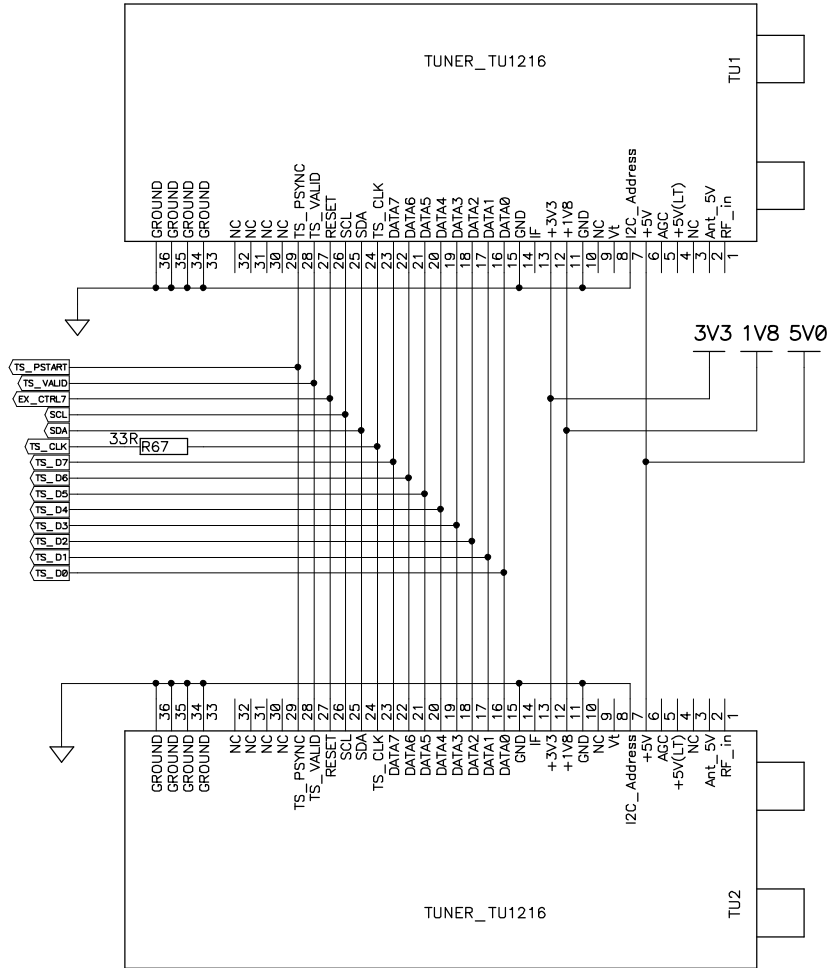 TUNER_TU1216
TU1
GROUND
GROUND
GROUND
GROUND
NC
NC
NC
NC
TS_PSYNC
TS_VALID
RESET
SCL
SDA
TS_CLK
DATA7
DATA6
DATA5
DATA4
DATA3
DATA2
DATA1
DATA0
GND
IF
+3V3
+1V8
GND
NC
Vt
I2C_Address
+5V
AGC
+5V(LT)
NC
Ant_5V
RF_in
36
35
34
33
32
31
30
29
28
27
26
25
24
23
22
21
20
19
18
17
16
15
14
13
12
11
10
9
8
7
6
5
4
3
2
1
3V3 1V8 5V0
TS_PSTART
TS_VALID
EX_CTRL7
SCL
SDA
TS_CLK
33R
R67
TS_D7
TS_D6
TS_D5
TS_D4
TS_D3
TS_D2
TS_D1
TS_D0
36
35
34
33
32
31
30
29
28
27
26
25
24
23
22
21
20
19
18
17
16
15
14
13
12
11
10
9
8
7
6
5
4
3
2
1
GROUND
GROUND
GROUND
GROUND
NC
NC
NC
NC
TS_PSYNC
TS_VALID
RESET
SCL
SDA
TS_CLK
DATA7
DATA6
DATA5
DATA4
DATA3
DATA2
DATA1
DATA0
GND
IF
+3V3
+1V8
GND
NC
Vt
I2C_Address
+5V
AGC
+5V(LT)
NC
Ant_5V
RF_in
TUNER_TU1216
TU2